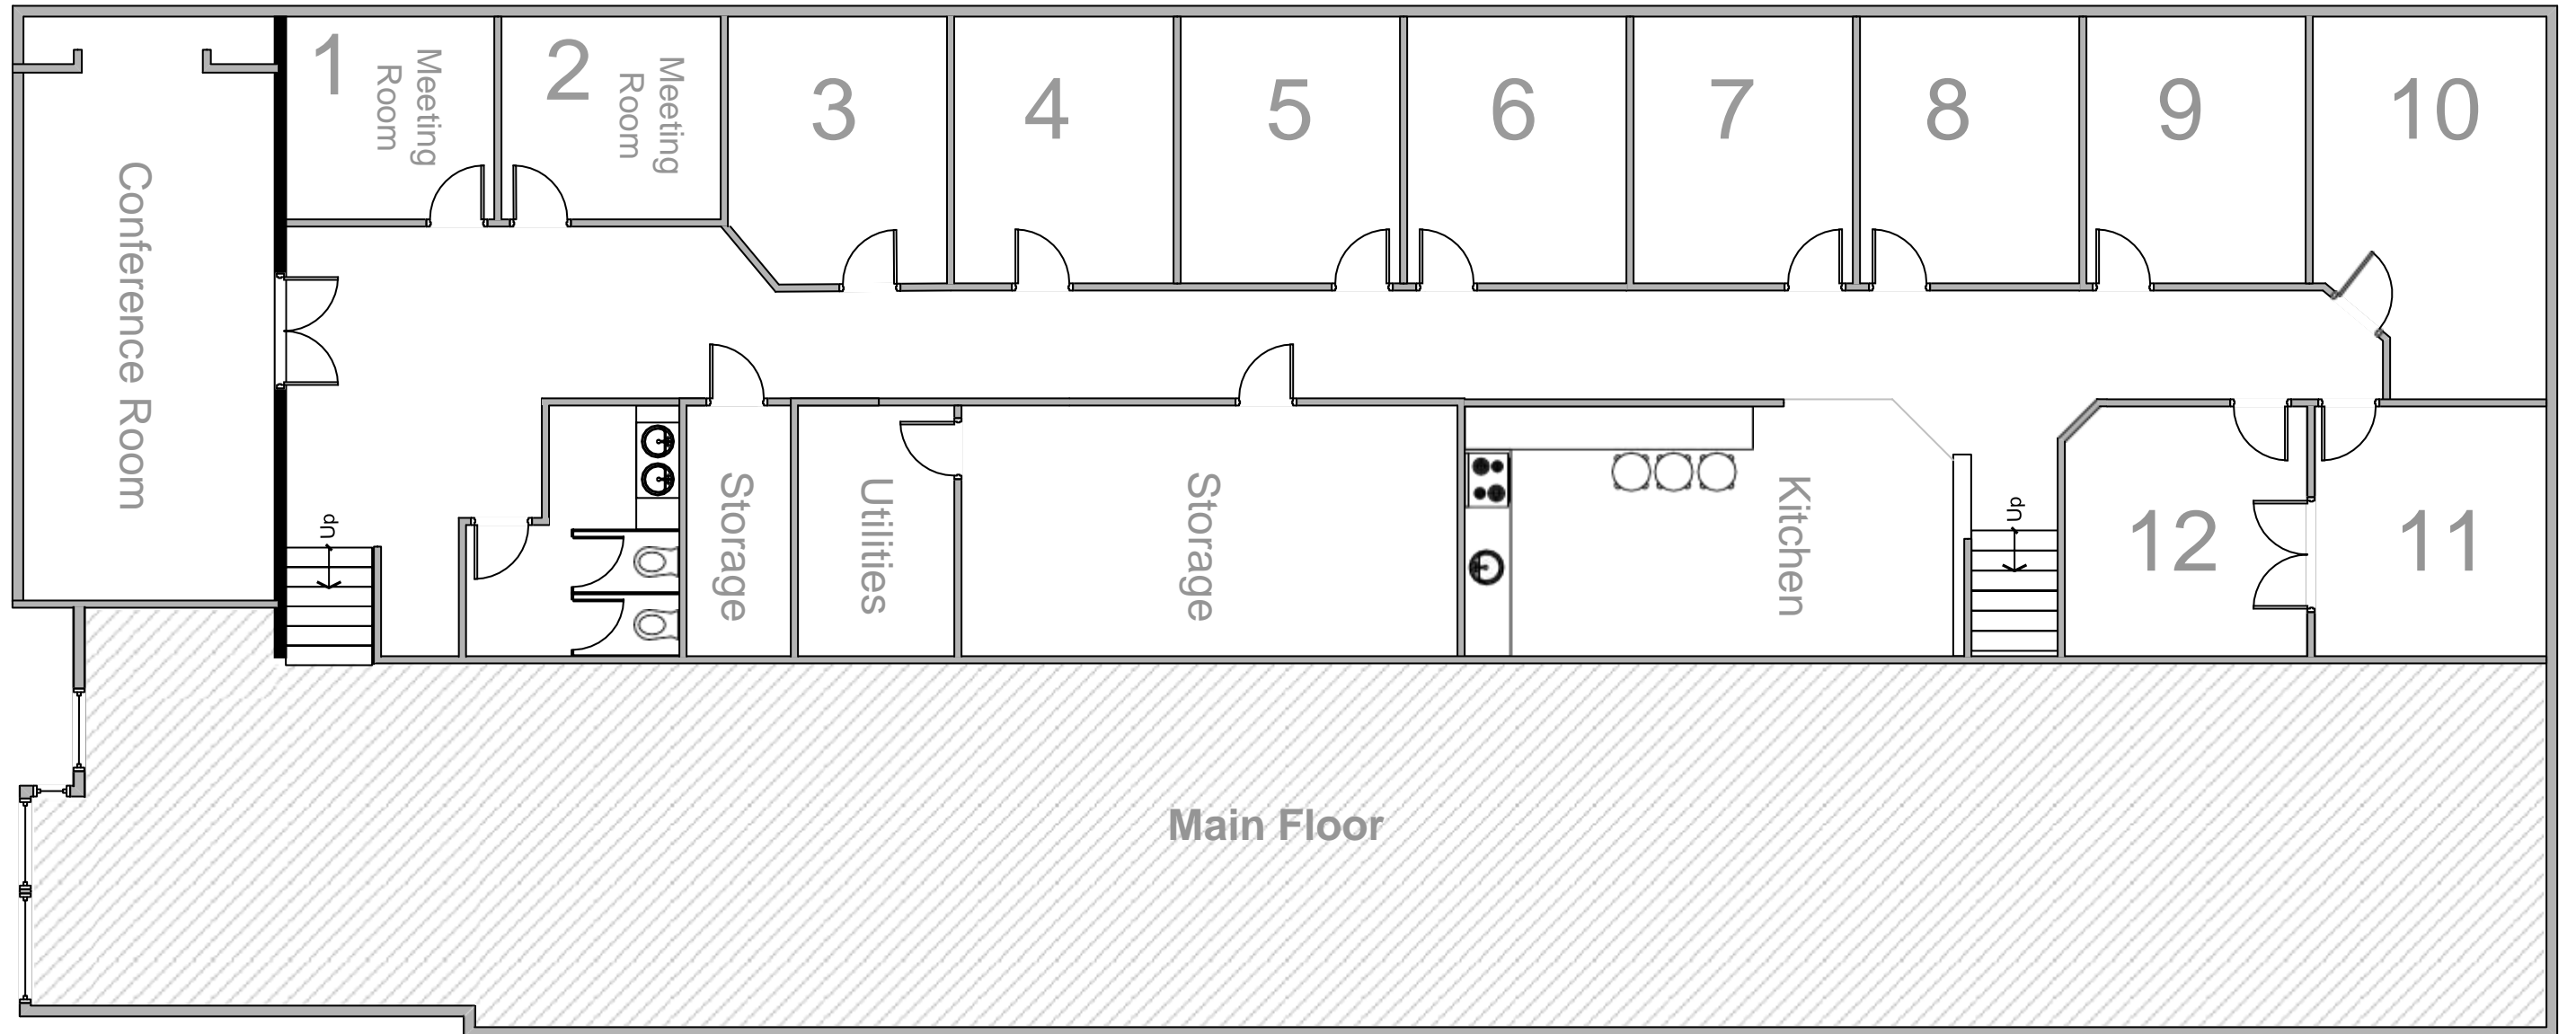 1
Meeting
Room
2
Meeting
Room
3
4
5
6
7
8
9
10
Conference Room
Up
Storage
Utilities
Storage
Kitchen
Up
12
11
Main Floor